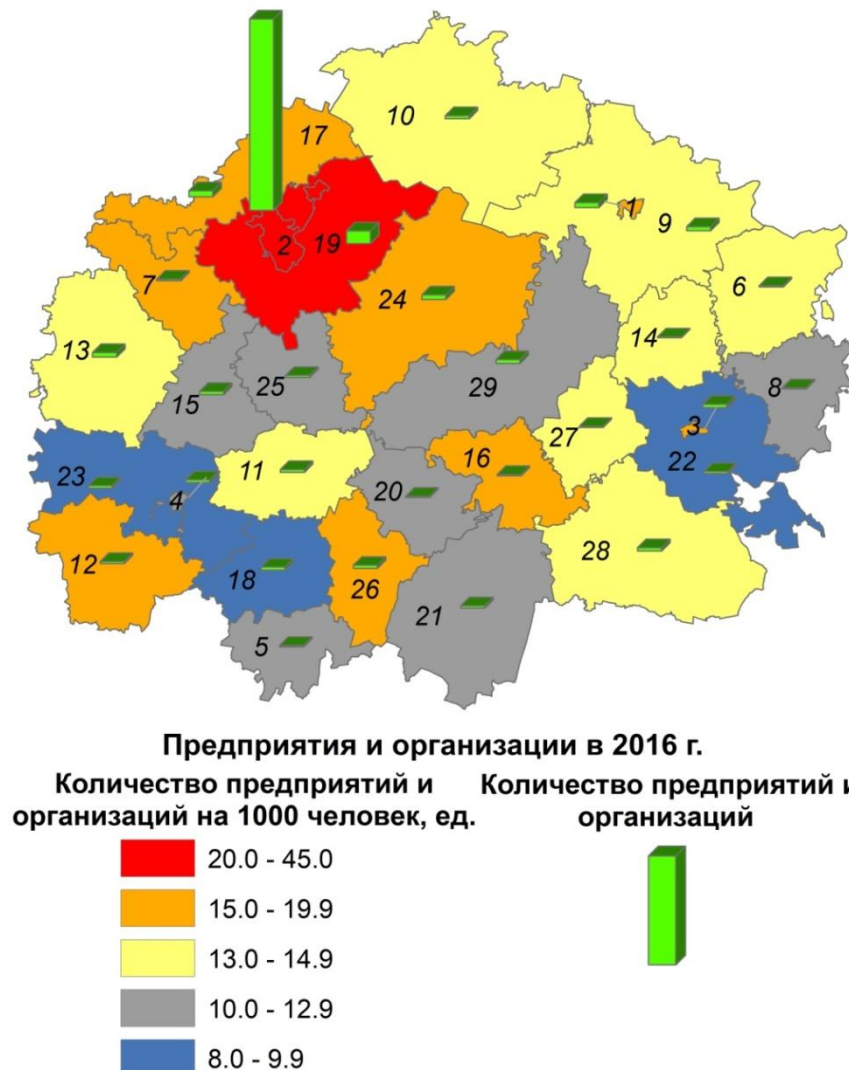 10
17
1
9
2
19
7
6
24
13
14
8
25
29
15
3
27
16
11
22
23
4
20
28
12
18
26
21
5
Предприятия и организации в 2016 г.
Количество предприятий и
организаций на 1000 человек, ед.
20.0 - 45.0
15.0 - 19.9
13.0 - 14.9
10.0 - 12.9
8.0 - 9.9
Количество предприятий и
организаций